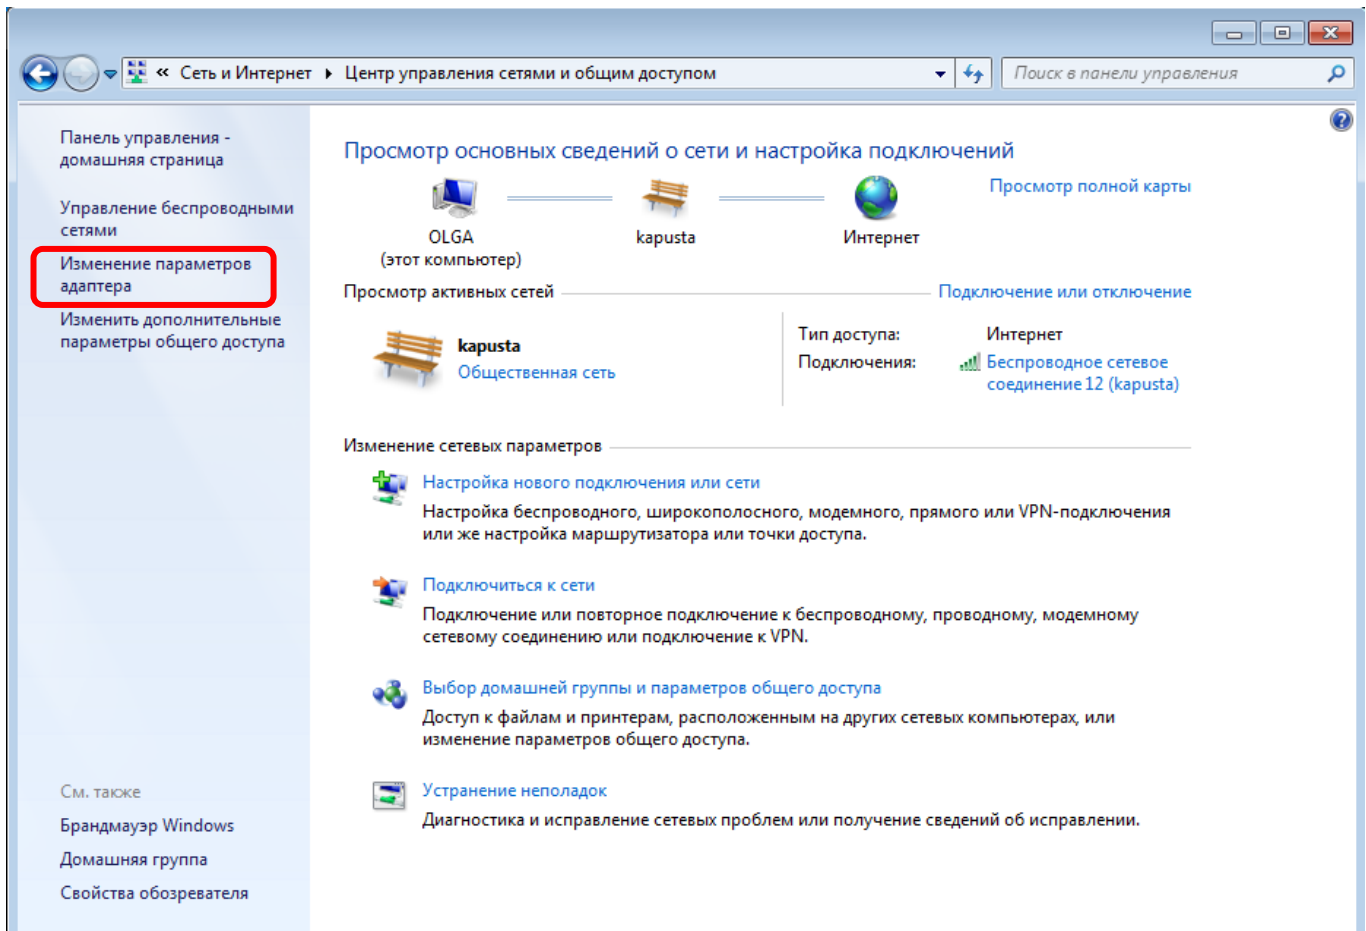 « Сеть и Интернет ▸ Центр управления сетями и общим доступом
Поиск в панели управления
Панель управления -
домашняя страница
Управление беспроводными
сетями
Изменение параметров
адаптера
Изменить дополнительные
параметры общего доступа
См. также
Брандмауэр Windows
Домашняя группа
Свойства обозревателя
Просмотр основных сведений о сети и настройка подключений
Просмотр полной карты
OLGA
(этот компьютер)
kapusta
Интернет
Просмотр активных сетей
Подключение или отключение
kapusta
Общественная сеть
Тип доступа: Интернет
Подключения: Беспроводное сетевое
соединение 12 (kapusta)
Изменение сетевых параметров
Настройка нового подключения или сети
Настройка беспроводного, широкополосного, модемного, прямого или VPN-подключения
или же настройка маршрутизатора или точки доступа.
Подключиться к сети
Подключение или повторное подключение к беспроводному, проводному, модемному
сетевому соединению или подключение к VPN.
Выбор домашней группы и параметров общего доступа
Доступ к файлам и принтерам, расположенным на других сетевых компьютерах, или
изменение параметров общего доступа.
Устранение неполадок
Диагностика и исправление сетевых проблем или получение сведений об исправлении.